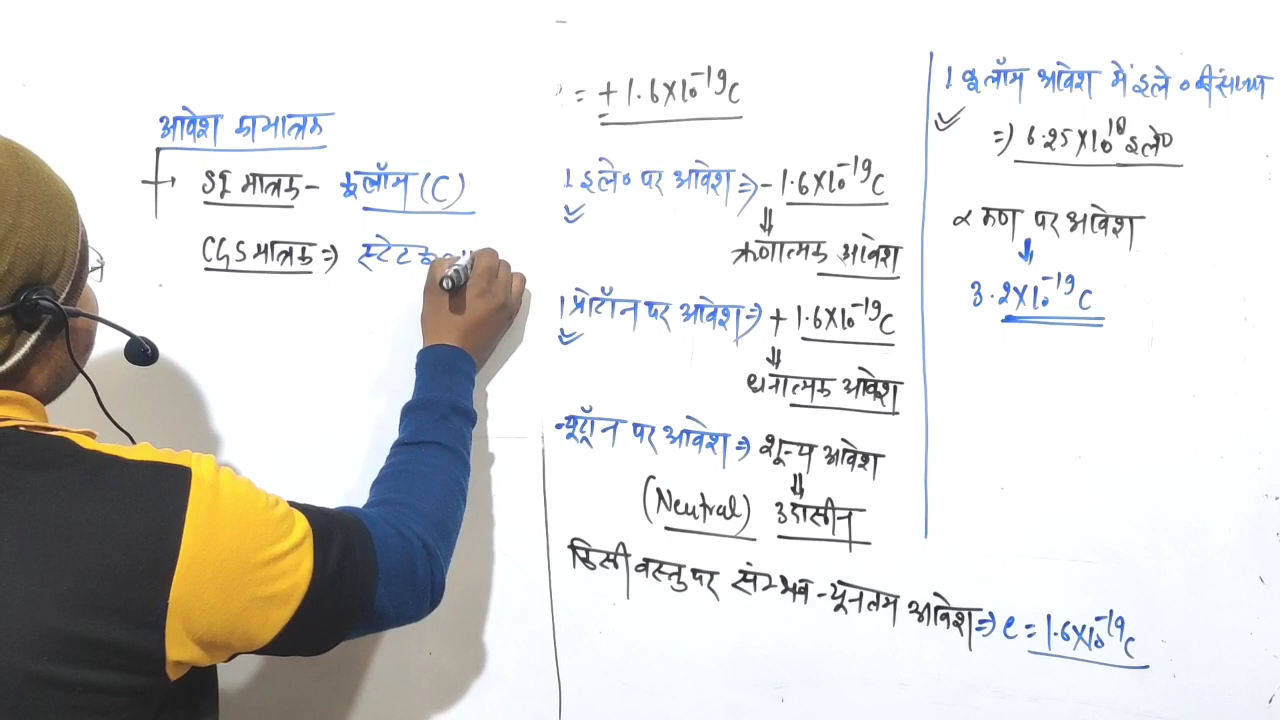 आवेश का मात्रक
SI मात्रक - कूलॉम (C)
CGS मात्रक ⇒ स्टेट
= + 1.6×10⁻¹⁹C
1 इले० पर आवेश ⇒ - 1.6×10⁻¹⁹C
⇓
ऋणात्मक आवेश
1 प्रोटॉन पर आवेश ⇒ + 1.6×10⁻¹⁹C
⇓
धनात्मक आवेश
न्यूट्रॉन पर आवेश ⇒ शून्य आवेश
⇓
(Neutral) उदासीन
किसी वस्तु पर संम्भव न्यूनतम आवेश ⇒ e = 1.6×10⁻¹⁹C
1 कूलॉम आवेश में इले० की संख्या
⇒ 6.25×10¹⁸ इले०
α कण पर आवेश
⇓
3.2×10⁻¹⁹C